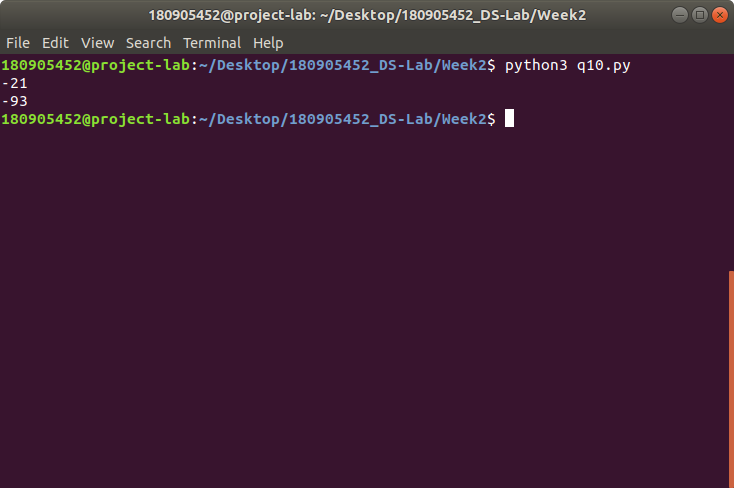 180905452@project-lab: ~/Desktop/180905452_DS-Lab/Week2
File Edit View Search Terminal Help
180905452@project-lab:~/Desktop/180905452_DS-Lab/Week2$ python3 q10.py
-21
-93
180905452@project-lab:~/Desktop/180905452_DS-Lab/Week2$